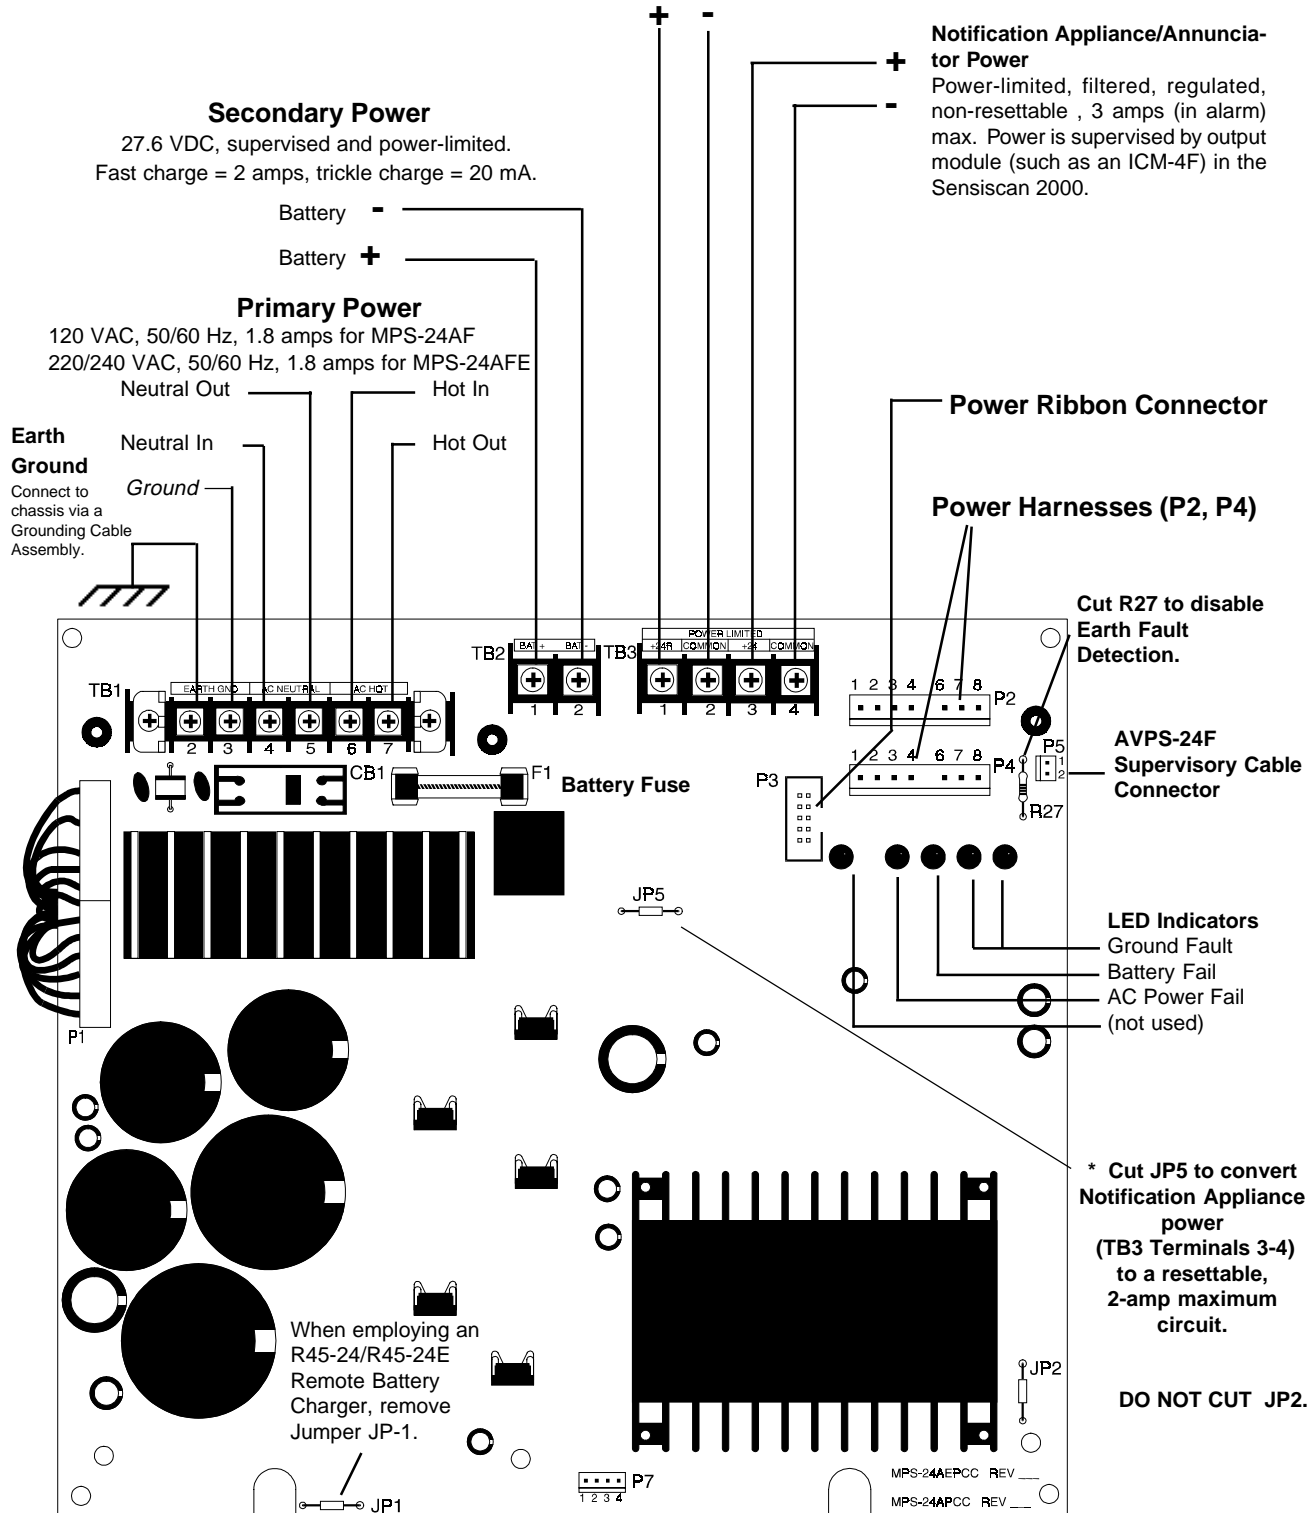 + -
Notification Appliance/Annuncia-
tor Power
+
-
Power-limited, filtered, regulated,
non-resettable , 3 amps (in alarm)
max. Power is supervised by output
module (such as an ICM-4F) in the
Sensiscan 2000.
Secondary Power
27.6 VDC, supervised and power-limited.
Fast charge = 2 amps, trickle charge = 20 mA.
Battery -
Battery +
Primary Power
120 VAC, 50/60 Hz, 1.8 amps for MPS-24AF
220/240 VAC, 50/60 Hz, 1.8 amps for MPS-24AFE
Neutral Out
Hot In
Neutral In
Hot Out
Earth
Ground
Connect to
chassis via a
Grounding Cable
Assembly.
Ground
Power Ribbon Connector
Power Harnesses (P2, P4)
Cut R27 to disable
Earth Fault
Detection.
TB1
EARTH GND AC NEUTRAL AC HOT
2 3 4 5 6 7
TB2
BAT + BAT -
1 2
TB3
POWER LIMITED
+24R COMMON +24 COMMON
1 2 3 4
1 2 3 4 6 7 8
P2
1 2 3 4 6 7 8
P4
P5
1
2
AVPS-24F
Supervisory Cable
Connector
CB1
F1
Battery Fuse
P3
R27
JP5
LED Indicators
Ground Fault
Battery Fail
AC Power Fail
(not used)
P1
* Cut JP5 to convert
Notification Appliance
power
(TB3 Terminals 3-4)
to a resettable,
2-amp maximum
circuit.
When employing an
R45-24/R45-24E
Remote Battery
Charger, remove
Jumper JP-1.
JP2
DO NOT CUT JP2.
JP1
P7
1 2 3 4
MPS-24AEPCC REV ___
MPS-24APCC REV ___